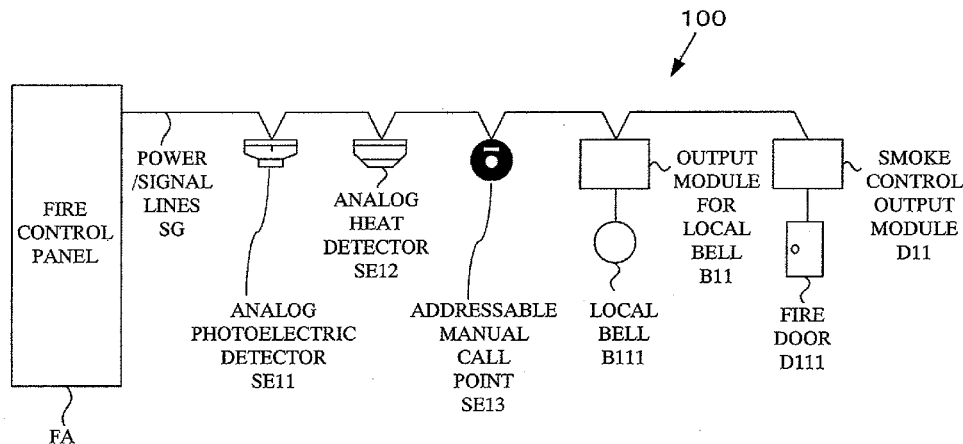 100
FIRE
CONTROL
PANEL
FA
POWER
/SIGNAL
LINES
SG
ANALOG
PHOTOELECTRIC
DETECTOR
SE11
ANALOG
HEAT
DETECTOR
SE12
ADDRESSABLE
MANUAL
CALL
POINT
SE13
LOCAL
BELL
B111
OUTPUT
MODULE
FOR
LOCAL
BELL
B11
FIRE
DOOR
D111
SMOKE
CONTROL
OUTPUT
MODULE
D11